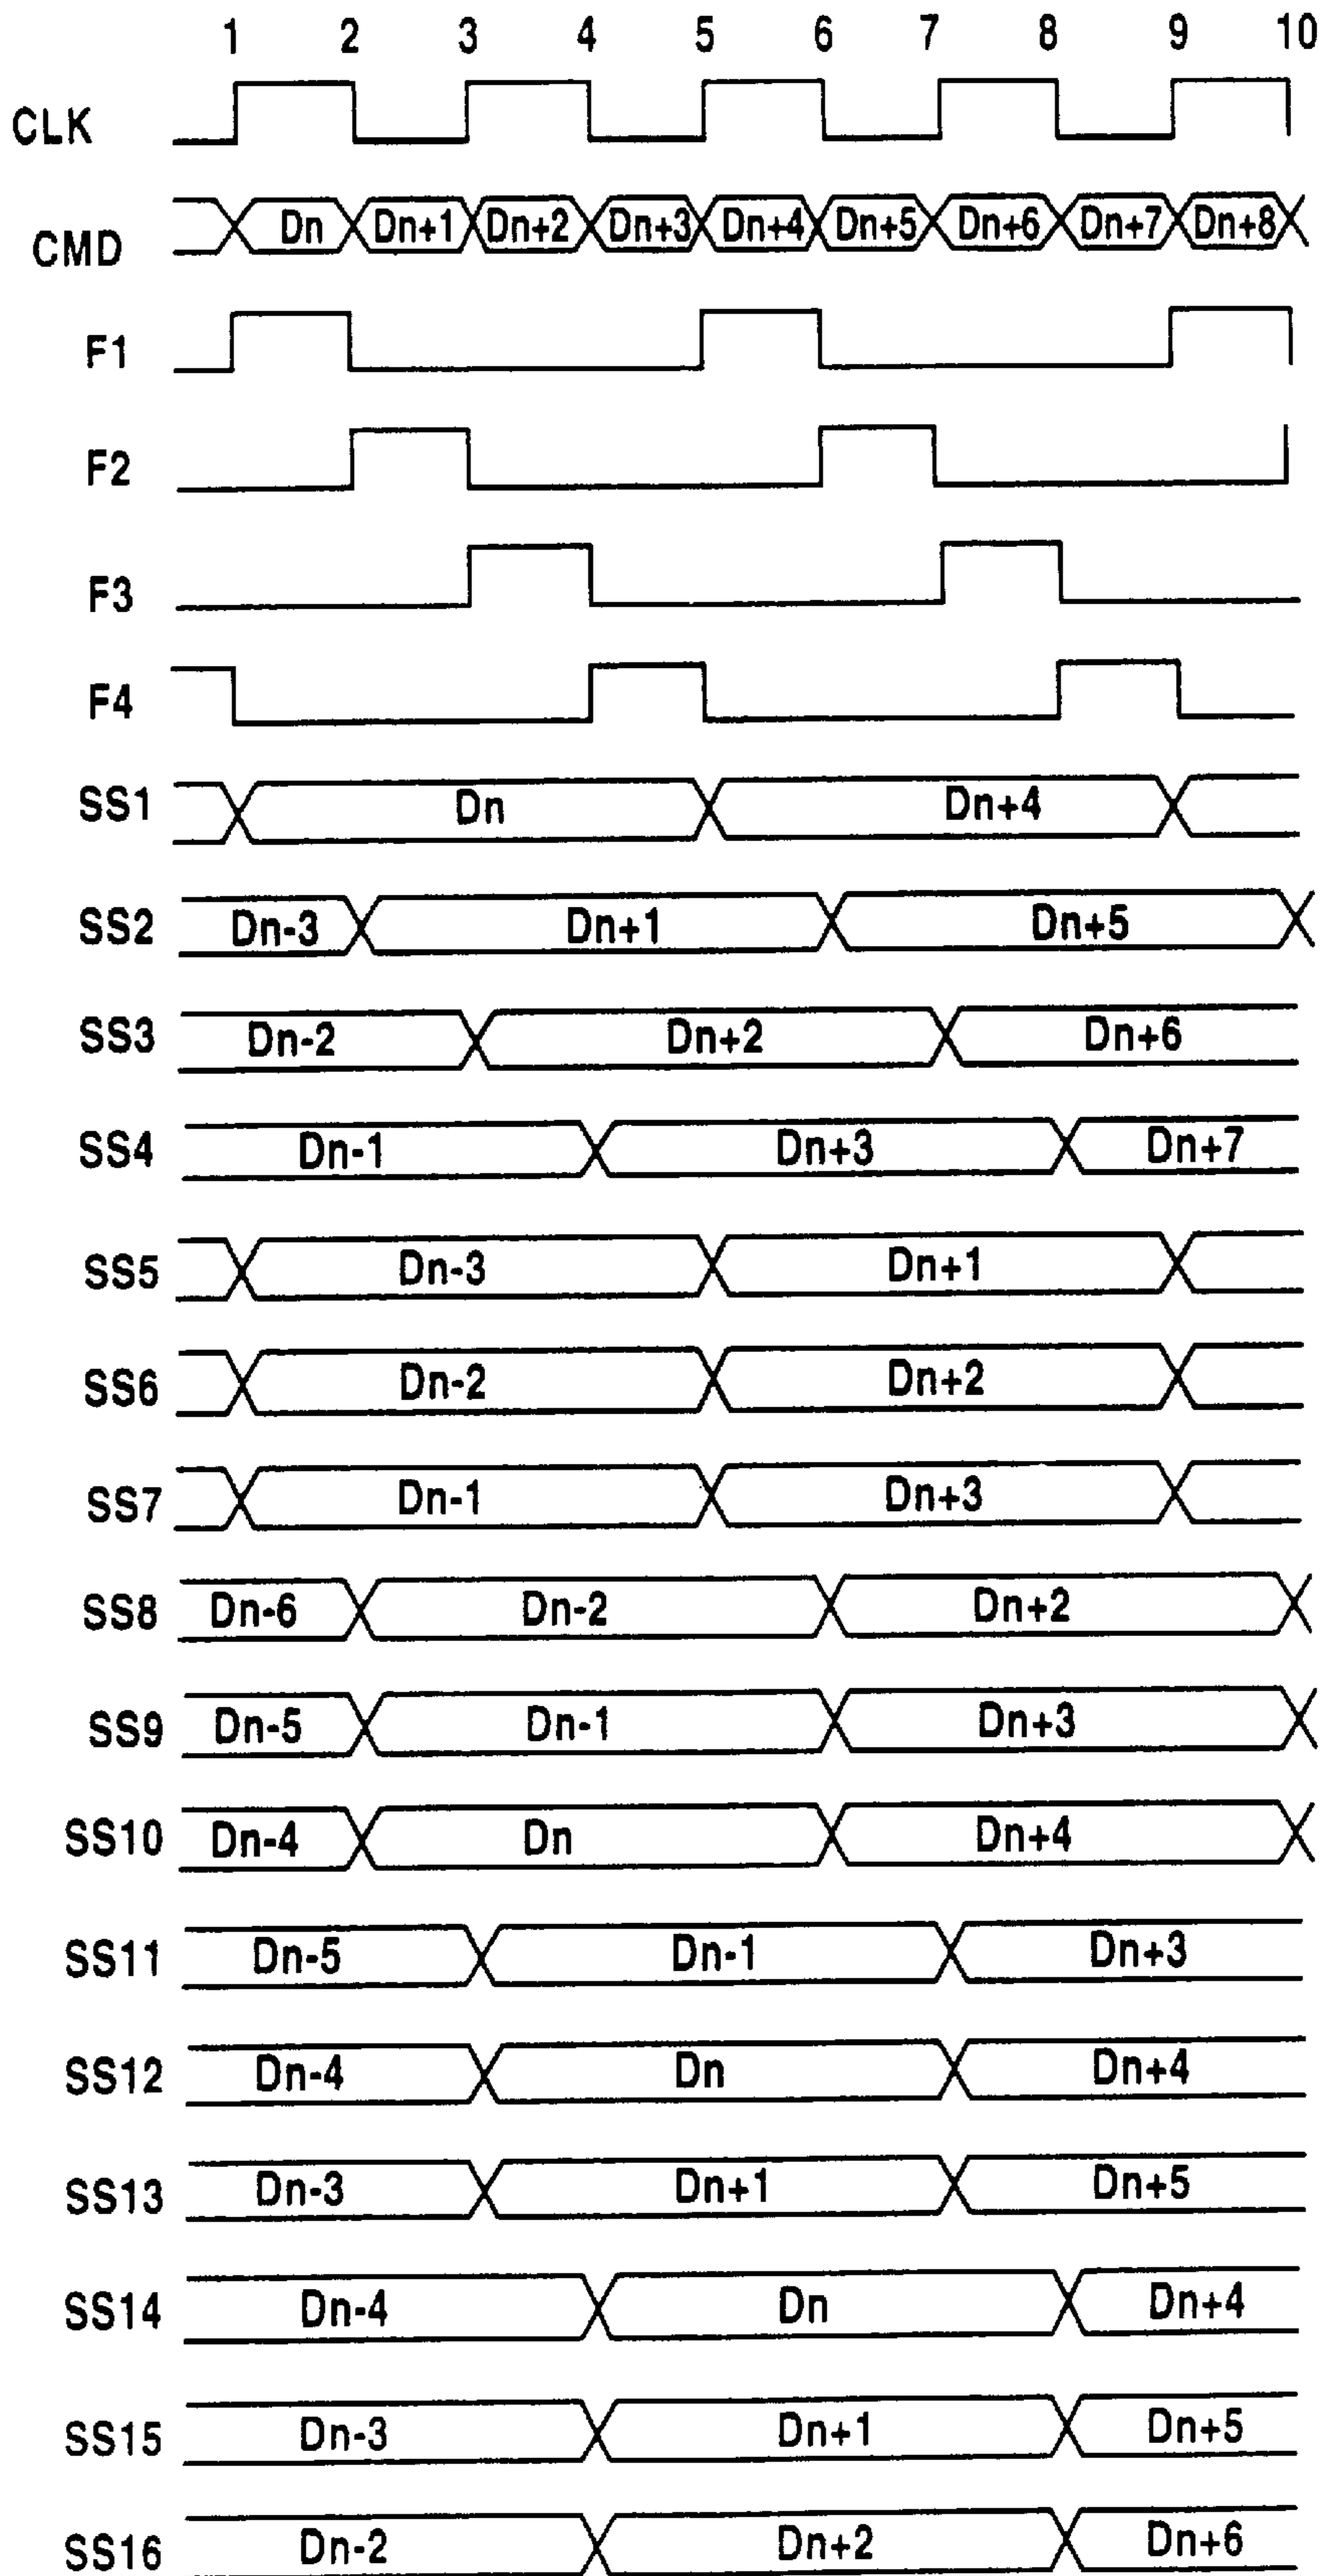 1 2 3 4 5 6 7 8 9 10
CLK
CMD Dn Dn+1 Dn+2 Dn+3 Dn+4 Dn+5 Dn+6 Dn+7 Dn+8
F1
F2
F3
F4
SS1 Dn Dn+4
SS2 Dn-3 Dn+1 Dn+5
SS3 Dn-2 Dn+2 Dn+6
SS4 Dn-1 Dn+3 Dn+7
SS5 Dn-3 Dn+1
SS6 Dn-2 Dn+2
SS7 Dn-1 Dn+3
SS8 Dn-6 Dn-2 Dn+2
SS9 Dn-5 Dn-1 Dn+3
SS10 Dn-4 Dn Dn+4
SS11 Dn-5 Dn-1 Dn+3
SS12 Dn-4 Dn Dn+4
SS13 Dn-3 Dn+1 Dn+5
SS14 Dn-4 Dn Dn+4
SS15 Dn-3 Dn+1 Dn+5
SS16 Dn-2 Dn+2 Dn+6